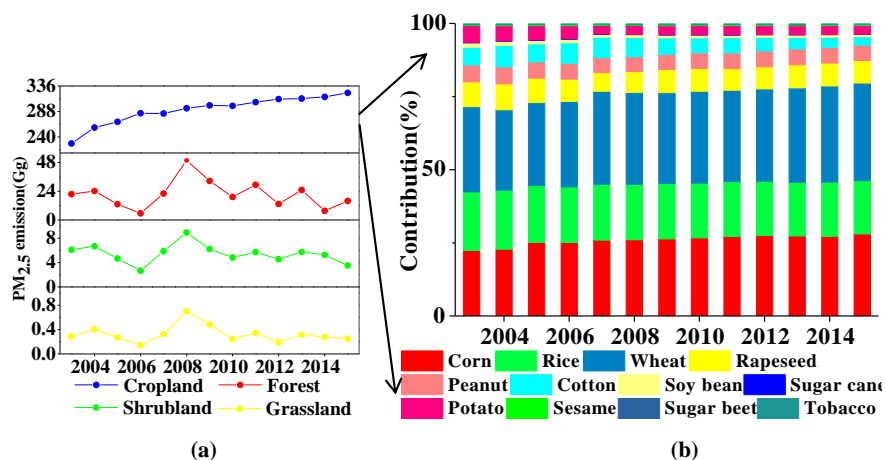 336
288
240
48
24
0
8
4
0
0.8
0.4
0.0
PM2.5 emission(Gg)
2004 2006 2008 2010 2012 2014
Cropland Forest
Shrubland Grassland
(a)
100
50
0
Contribution(%)
2004 2006 2008 2010 2012 2014
Corn Rice Wheat Rapeseed
Peanut Cotton Soy bean Sugar cane
Potato Sesame Sugar beet Tobacco
(b)